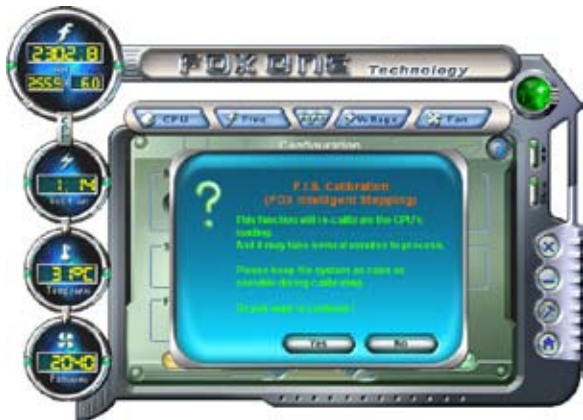 2302.8
255.9 6.0
FOX ONE Technology
CPU Freq. Voltage Fan
Configuration
1.14
31°C
2040
F.I.S. Calibration
(FOX Intelligent Stepping)
This function will re-calibrate the CPU's
loading.
And it may take several minutes to process.
Please keep the system as calm as
possible during calibrating.
Do you want to continue?
Yes No